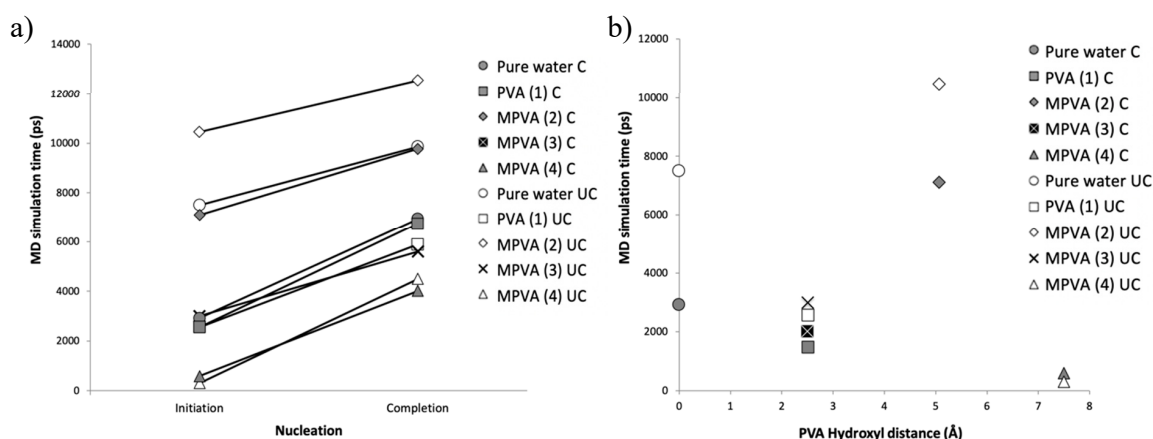 a)
MD simulation time (ps)
14000
12000
10000
8000
6000
4000
2000
0
Initiation
Completion
Nucleation
Pure water C
PVA (1) C
MPVA (2) C
MPVA (3) C
MPVA (4) C
Pure water UC
PVA (1) UC
MPVA (2) UC
MPVA (3) UC
MPVA (4) UC
b)
MD simulation time (ps)
12000
10000
8000
6000
4000
2000
0
0 1 2 3 4 5 6 7 8
PVA Hydroxyl distance (Å)
Pure water C
PVA (1) C
MPVA (2) C
MPVA (3) C
MPVA (4) C
Pure water UC
PVA (1) UC
MPVA (2) UC
MPVA (3) UC
MPVA (4) UC